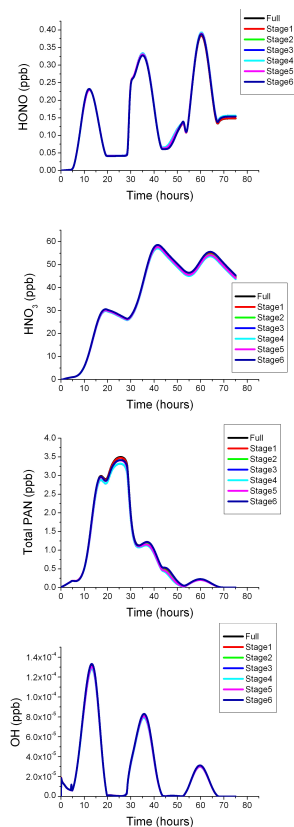 HONO (ppb)
0.40
0.35
0.30
0.25
0.20
0.15
0.10
0.05
0.00
0 10 20 30 40 50 60 70 80
Time (hours)
Full
Stage1
Stage2
Stage3
Stage4
Stage5
Stage6
HNO3 (ppb)
60
50
40
30
20
10
0
0 10 20 30 40 50 60 70 80
Time (hours)
Full
Stage1
Stage2
Stage3
Stage4
Stage5
Stage6
Total PAN (ppb)
4.0
3.5
3.0
2.5
2.0
1.5
1.0
0.5
0.0
0 10 20 30 40 50 60 70 80
Time (hours)
Full
Stage1
Stage2
Stage3
Stage4
Stage5
Stage6
OH (ppb)
1.4x10-4
1.2x10-4
1.0x10-4
8.0x10-5
6.0x10-5
4.0x10-5
2.0x10-5
0.0
0 10 20 30 40 50 60 70 80
Time (hours)
Full
Stage1
Stage2
Stage3
Stage4
Stage5
Stage6